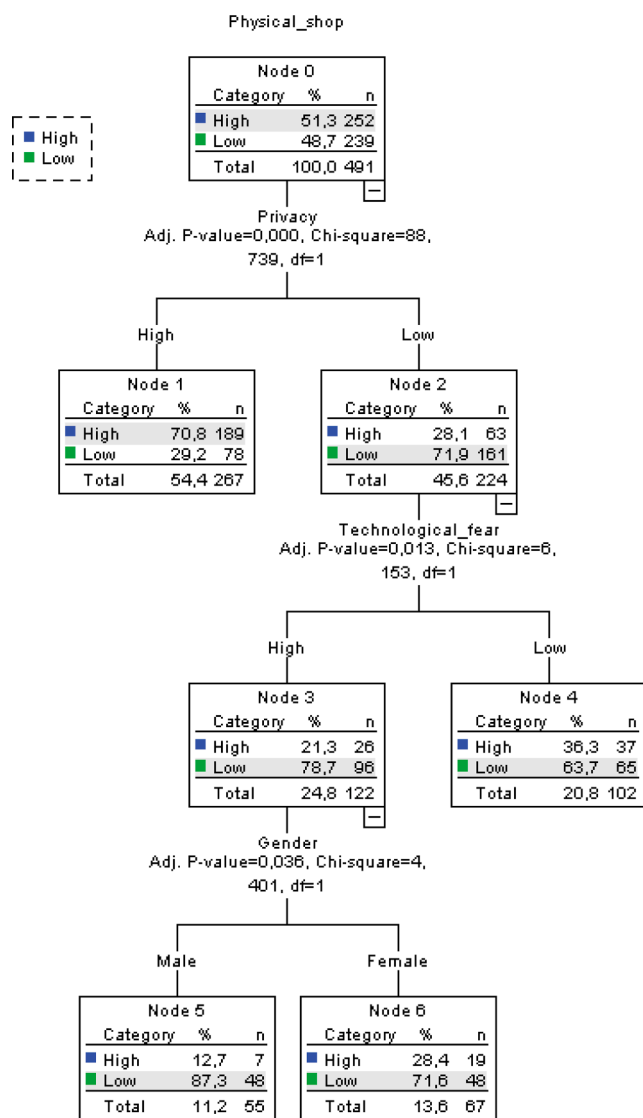 Physical_shop
High
Low
Node 0
Category % n
High 51,3 252
Low 48,7 239
Total 100,0 491
Privacy
Adj. P-value=0,000, Chi-square=88,
739, df=1
High
Low
Node 1
Category % n
High 70,8 189
Low 29,2 78
Total 54,4 267
Node 2
Category % n
High 28,1 63
Low 71,9 161
Total 45,6 224
Technological_fear
Adj. P-value=0,013, Chi-square=6,
153, df=1
High
Low
Node 3
Category % n
High 21,3 26
Low 78,7 96
Total 24,8 122
Node 4
Category % n
High 36,3 37
Low 63,7 65
Total 20,8 102
Gender
Adj. P-value=0,036, Chi-square=4,
401, df=1
Male
Female
Node 5
Category % n
High 12,7 7
Low 87,3 48
Total 11,2 55
Node 6
Category % n
High 28,4 19
Low 71,6 48
Total 13,6 67